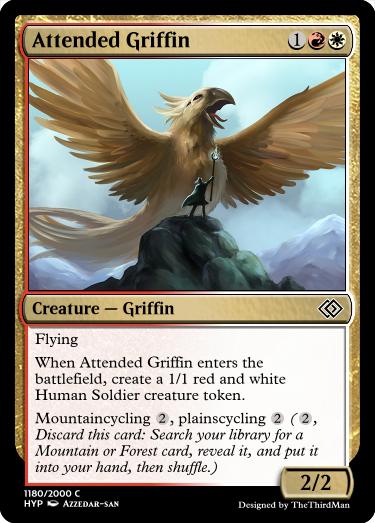 Attended Griffin 1
Creature — Griffin
Flying
When Attended Griffin enters the
battlefield, create a 1/1 red and white
Human Soldier creature token.
Mountaincycling 2, plainscycling 2 ( 2,
Discard this card: Search your library for a
Mountain or Forest card, reveal it, and put it
into your hand, then shuffle.)
2/2
1180/2000 C
HYP Azzedar-san
Designed by TheThirdMan